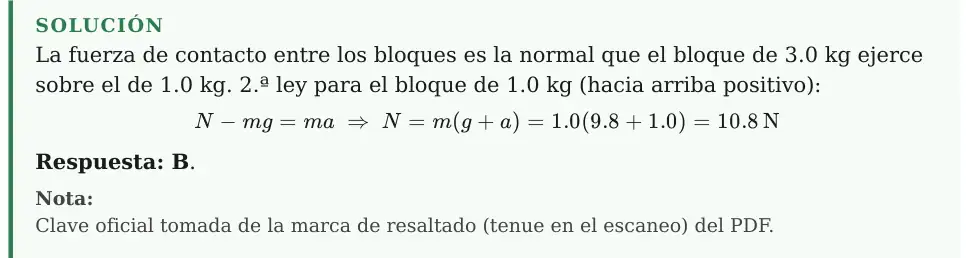 SOLUCIÓN
La fuerza de contacto entre los bloques es la normal que el bloque de 3.0 kg ejerce
sobre el de 1.0 kg. 2.ª ley para el bloque de 1.0 kg (hacia arriba positivo):
N − mg = ma ⇒ N = m(g + a) = 1.0(9.8 + 1.0) = 10.8 N
Respuesta: B.
Nota:
Clave oficial tomada de la marca de resaltado (tenue en el escaneo) del PDF.